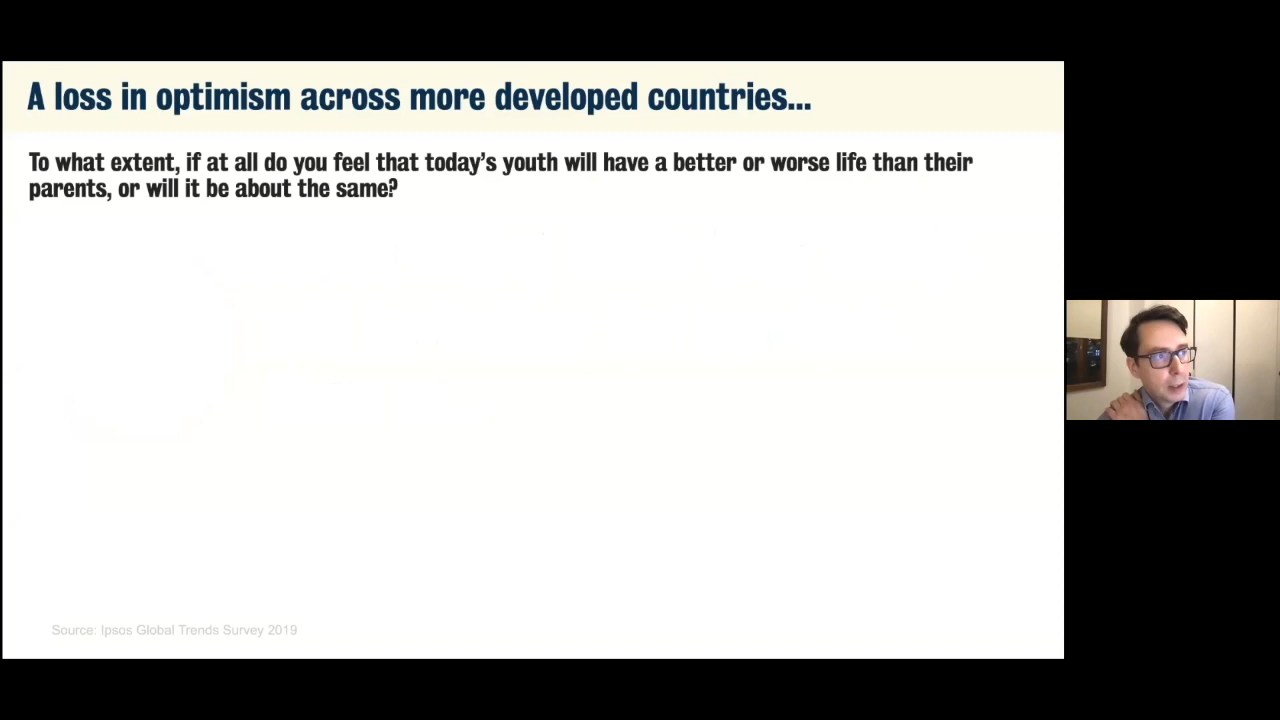 A loss in optimism across more developed countries...
To what extent, if at all do you feel that today's youth will have a better or worse life than their
parents, or will it be about the same?
Source: Ipsos Global Trends Survey 2019